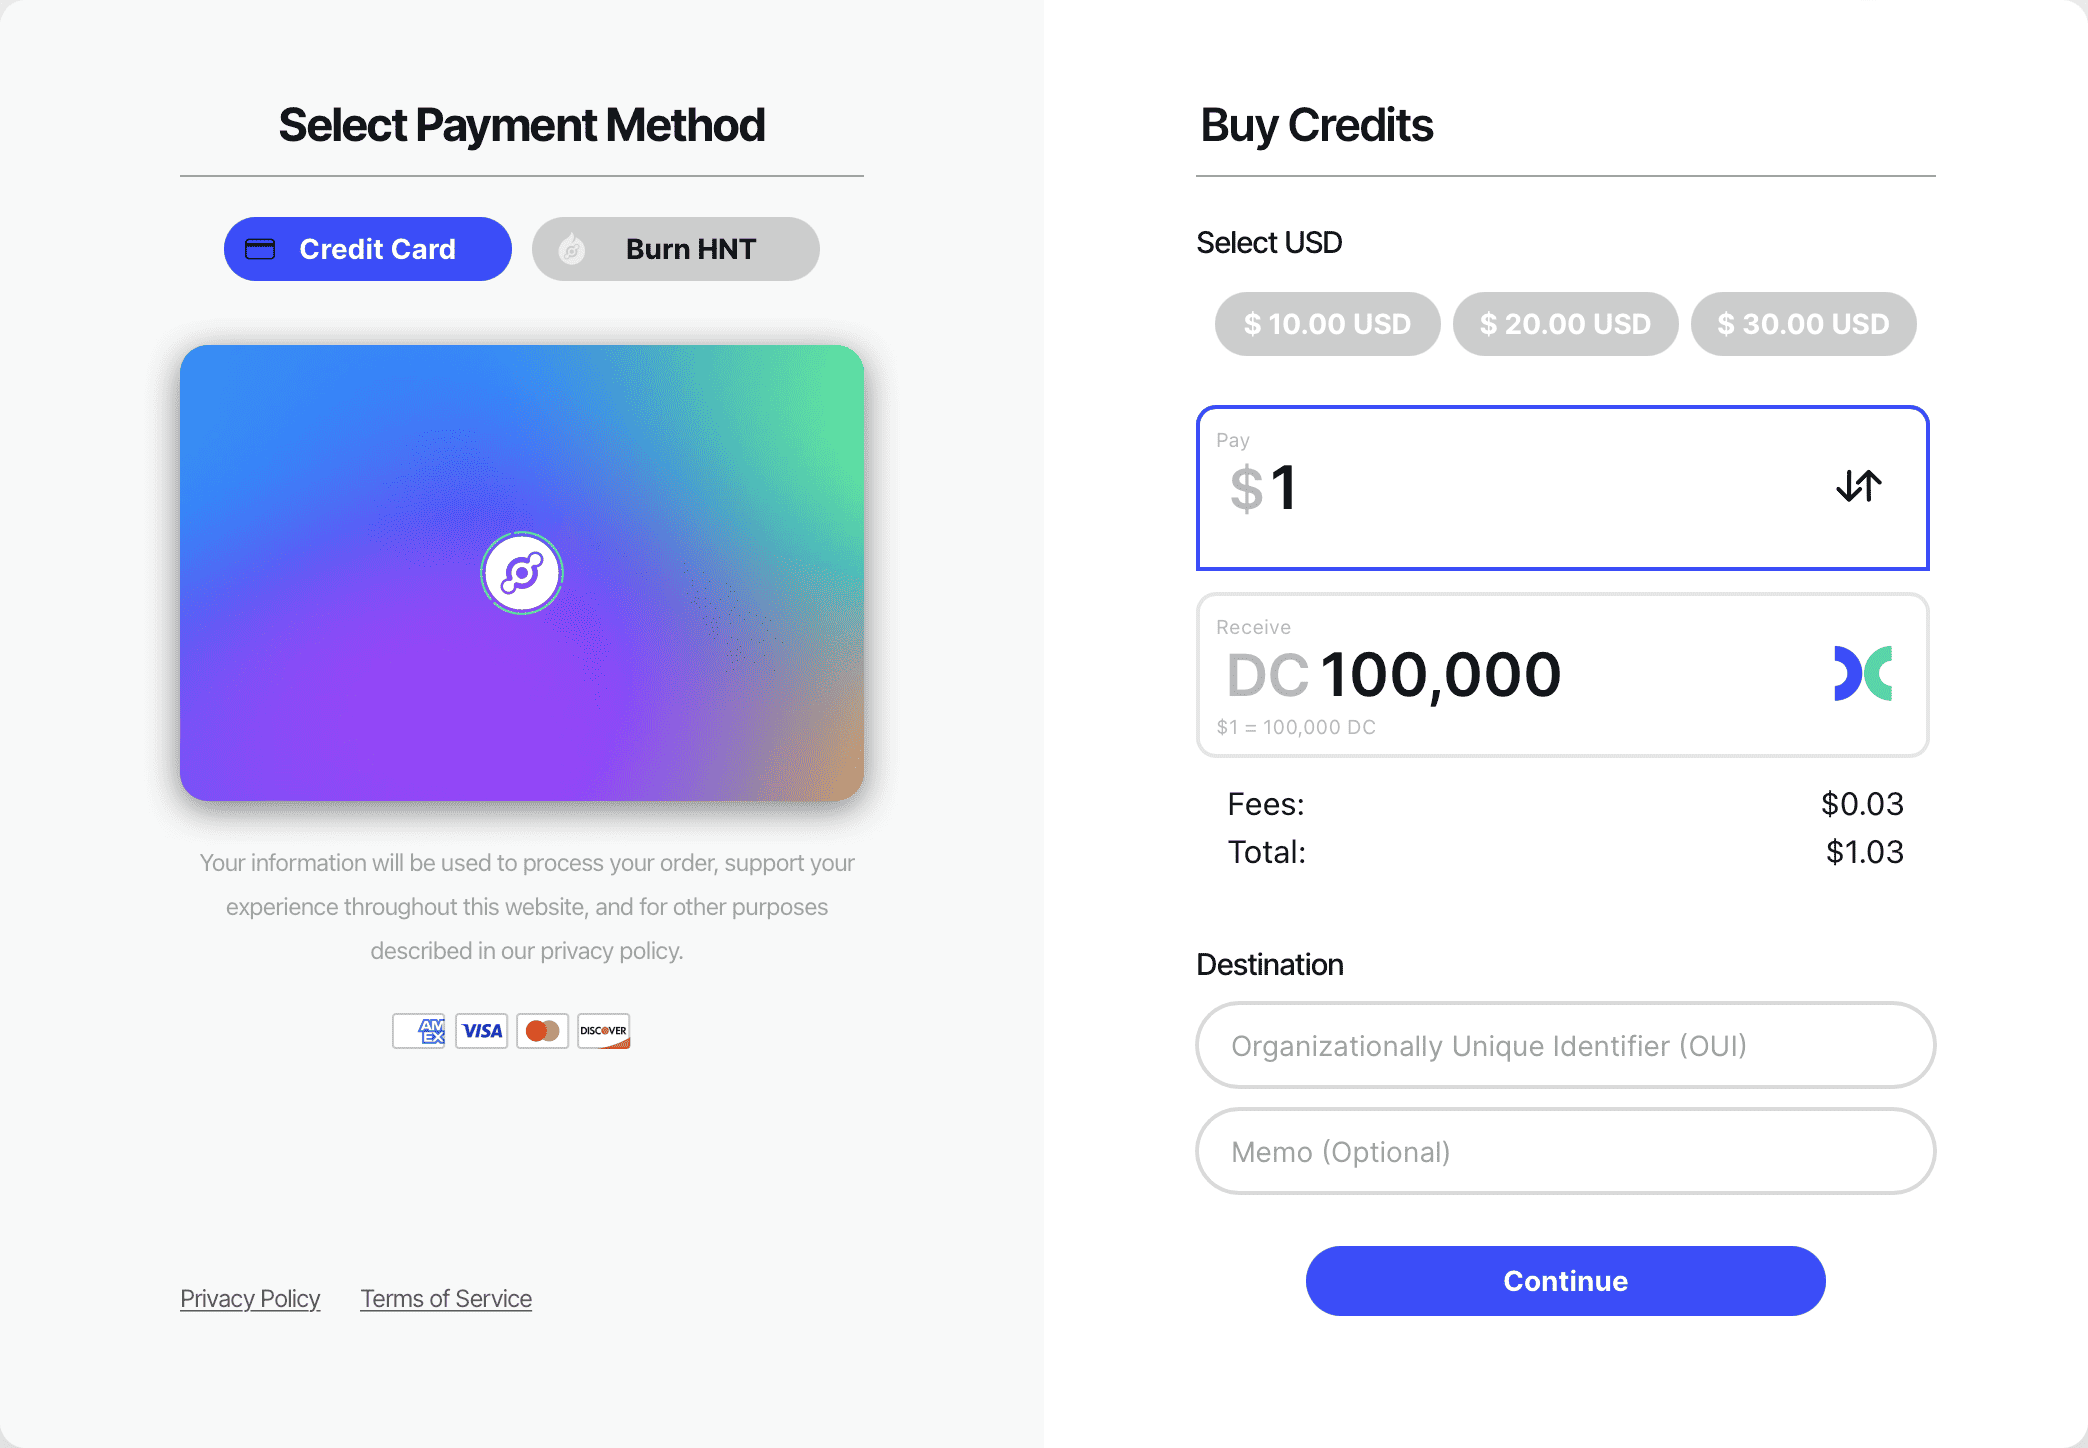 Select Payment Method
Credit Card
Burn HNT
Your information will be used to process your order, support your
experience throughout this website, and for other purposes
described in our privacy policy.
AM
EX
VISA
DISCOVER
Privacy Policy
Terms of Service
Buy Credits
Select USD
$ 10.00 USD
$ 20.00 USD
$ 30.00 USD
Pay
$ 1
Receive
DC 100,000
$1 = 100,000 DC
Fees: $0.03
Total: $1.03
Destination
Organizationally Unique Identifier (OUI)
Memo (Optional)
Continue